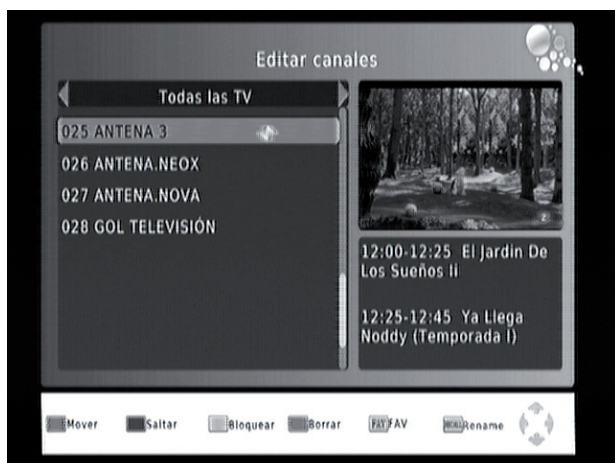 Editar canales
Todas las TV
025 ANTENA 3
026 ANTENA.NEOX
027 ANTENA.NOVA
028 GOL TELEVISIÓN
12:00-12:25 El Jardin De
Los Sueños Ii
12:25-12:45 Ya Llega
Noddy (Temporada I)
Mover
Saltar
Bloquear
Borrar
FAV FAV
RECALL Rename